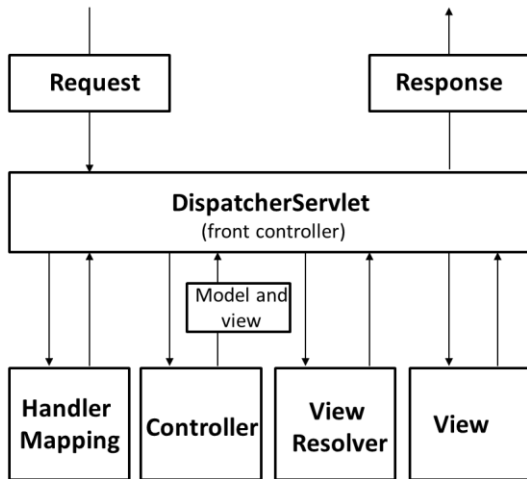 Request
Response
DispatcherServlet
(front controller)
Model and
view
Handler
Mapping
Controller
View
Resolver
View